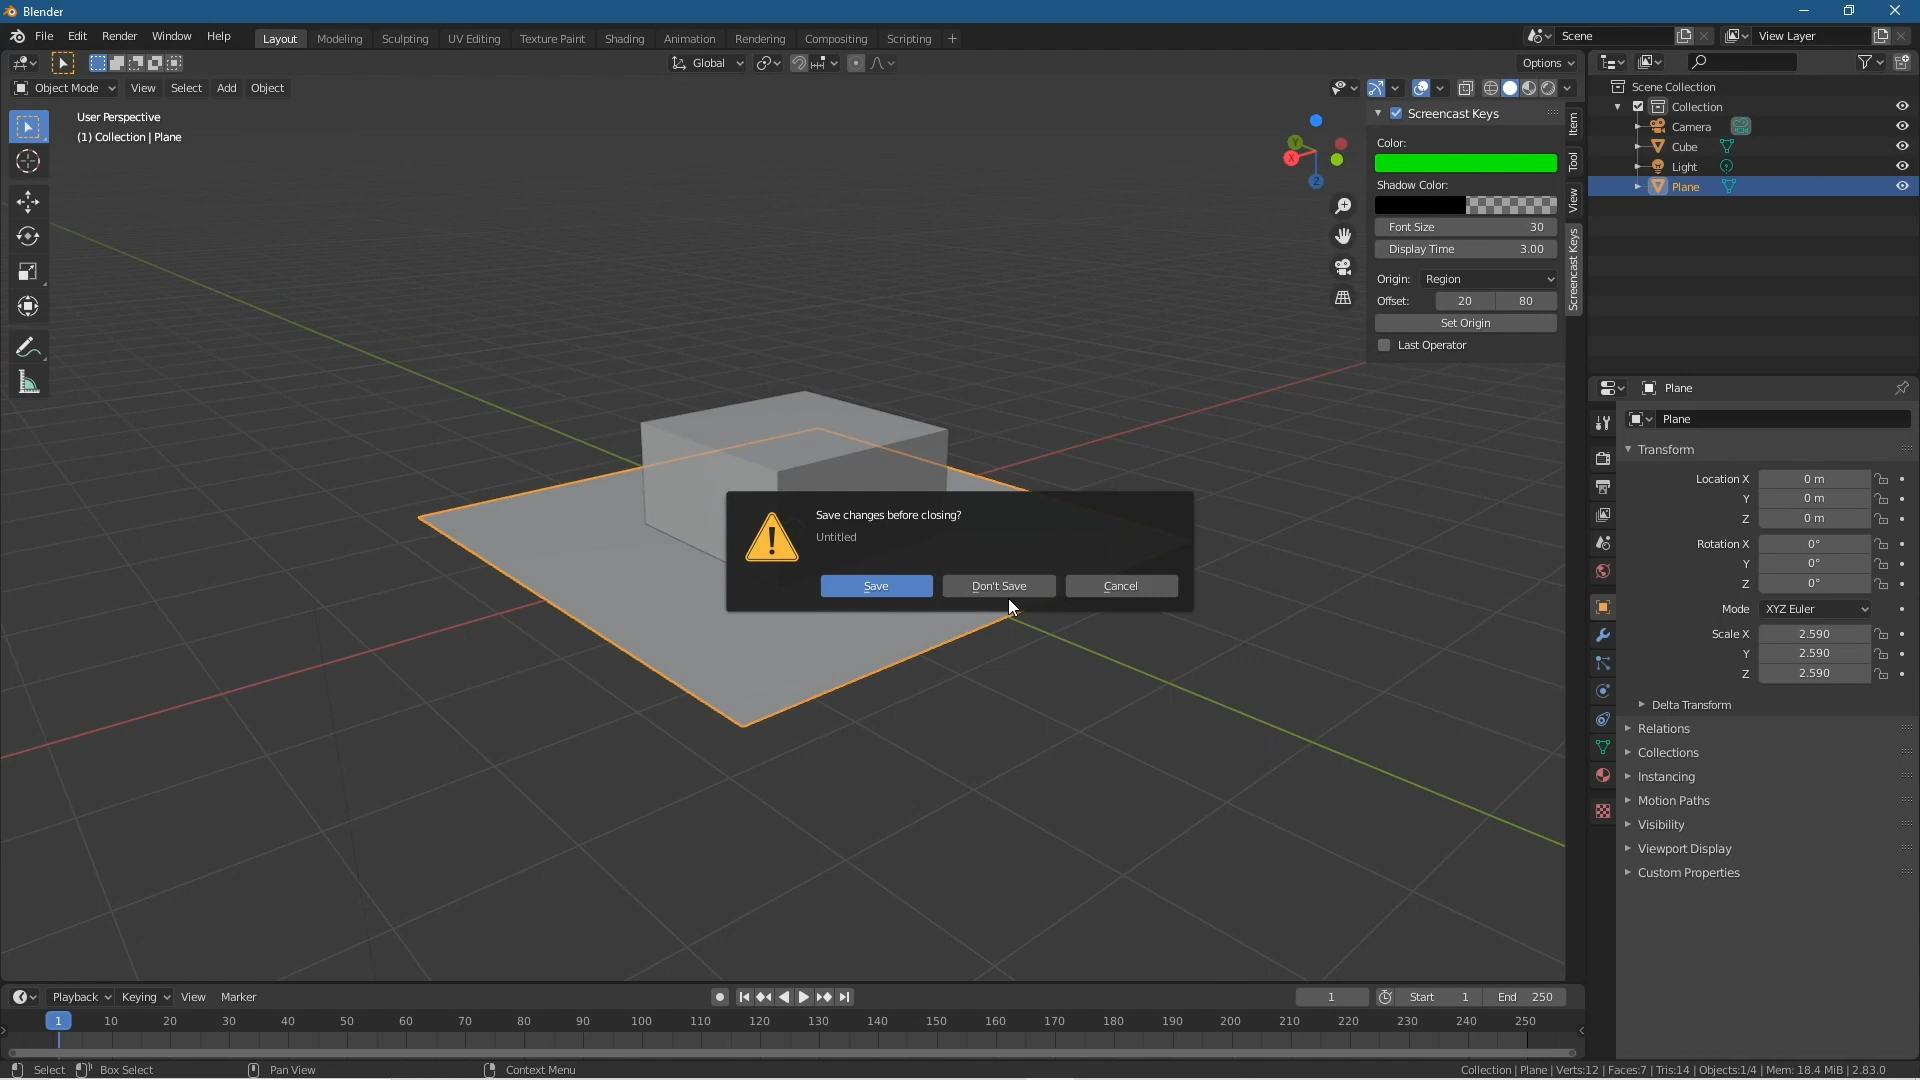 Blender
File Edit Render Window Help
Layout Modeling Sculpting UV Editing Texture Paint Shading Animation Rendering Compositing Scripting +
Scene
View Layer
Global
Options
Object Mode View Select Add Object
User Perspective
(1) Collection | Plane
X
Y
Z
Screencast Keys
Color:
Shadow Color:
Font Size 30
Display Time 3.00
Origin: Region
Offset: 20 80
Set Origin
Last Operator
Item
Tool
View
Screencast Keys
Scene Collection
Collection
Camera
Cube
Light
Plane
Save changes before closing?
Untitled
Save Don't Save Cancel
Plane
Plane
Transform
Location X 0 m
Y 0 m
Z 0 m
Rotation X 0°
Y 0°
Z 0°
Mode XYZ Euler
Scale X 2.590
Y 2.590
Z 2.590
Delta Transform
Relations
Collections
Instancing
Motion Paths
Visibility
Viewport Display
Custom Properties
Playback Keying View Marker
1
Start 1 End 250
1 10 20 30 40 50 60 70 80 90 100 110 120 130 140 150 160 170 180 190 200 210 220 230 240 250
Select Box Select Pan View Context Menu
Collection | Plane | Verts:12 | Faces:7 | Tris:14 | Objects:1/4 | Mem: 18.4 MiB | 2.83.0